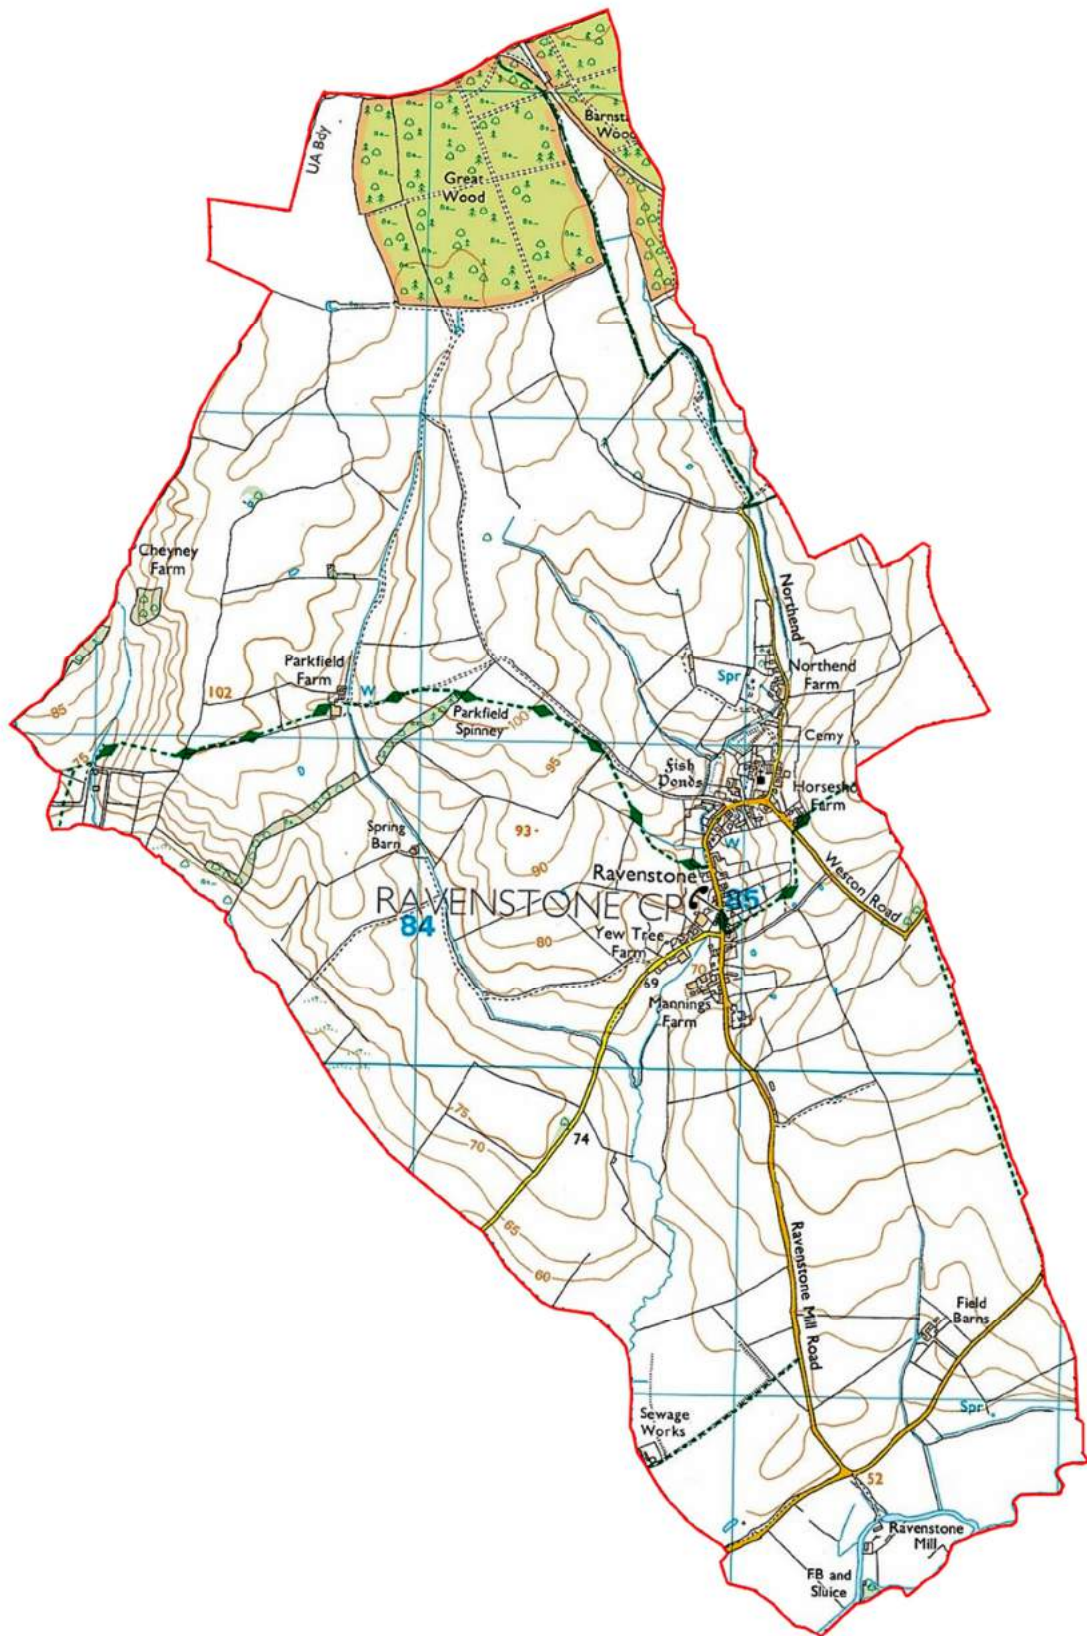 Barnsta
Wood
UA Bdy
Great
Wood
Cheyney
Farm
Northend
Parkfield
Farm
102
W
Spr
Northend
Farm
85
Parkfield
Spinney
100
Cemy
75
95
Fish
Ponds
Horsesho
Farm
Spring
Barn
93
W
90
Ravenstone
Weston Road
RAVENSTONE CP
85
84
Yew Tree
Farm
80
70
69
Mannings
Farm
75
74
70
65
60
Ravenstone Mill Road
Field
Barns
Sewage
Works
Spr
52
Ravenstone
Mill
FB and
Sluice